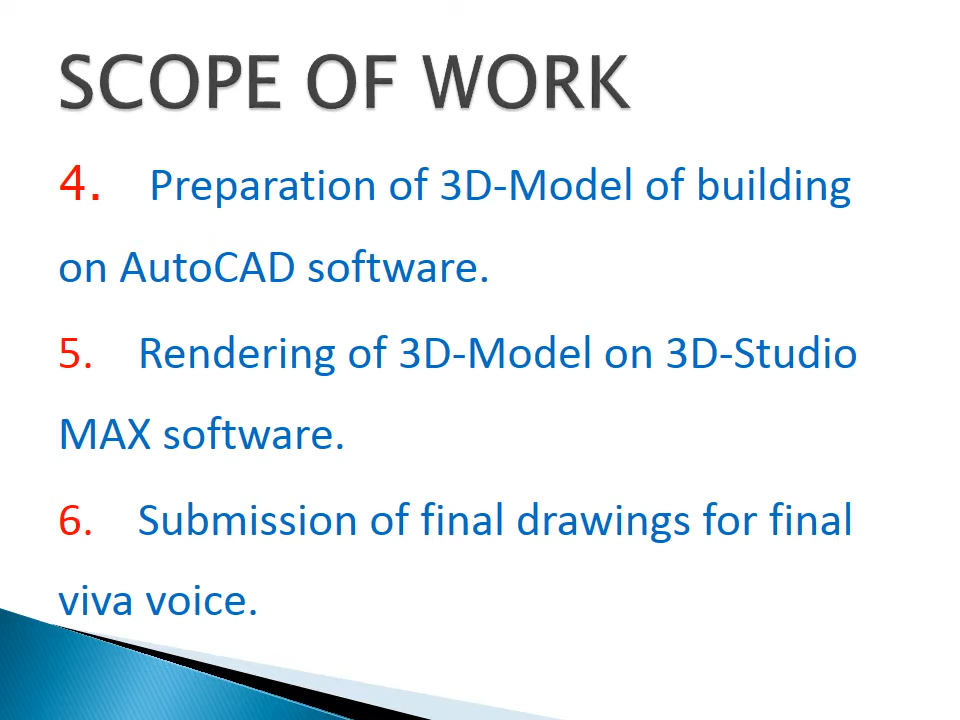 SCOPE OF WORK
4. Preparation of 3D-Model of building
on AutoCAD software.
5. Rendering of 3D-Model on 3D-Studio
MAX software.
6. Submission of final drawings for final
viva voice.